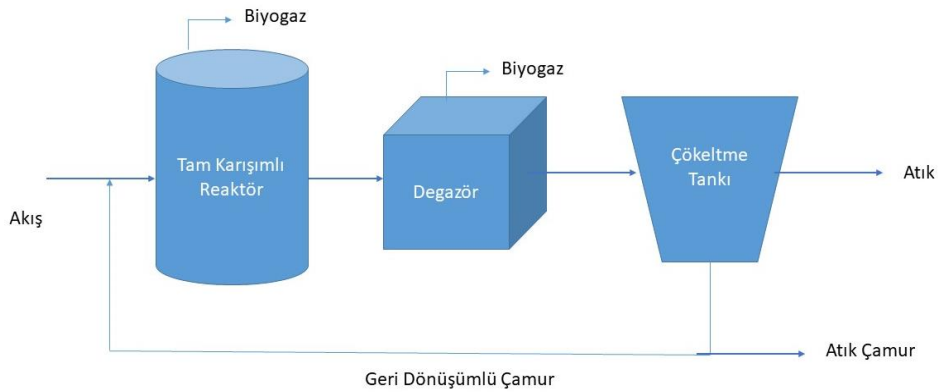 Biyogaz
Biyogaz
Tam Karışımlı
Reaktör
Degazör
Çökeltme
Tankı
Atık
Akış
Atık Çamur
Geri Dönüşümlü Çamur